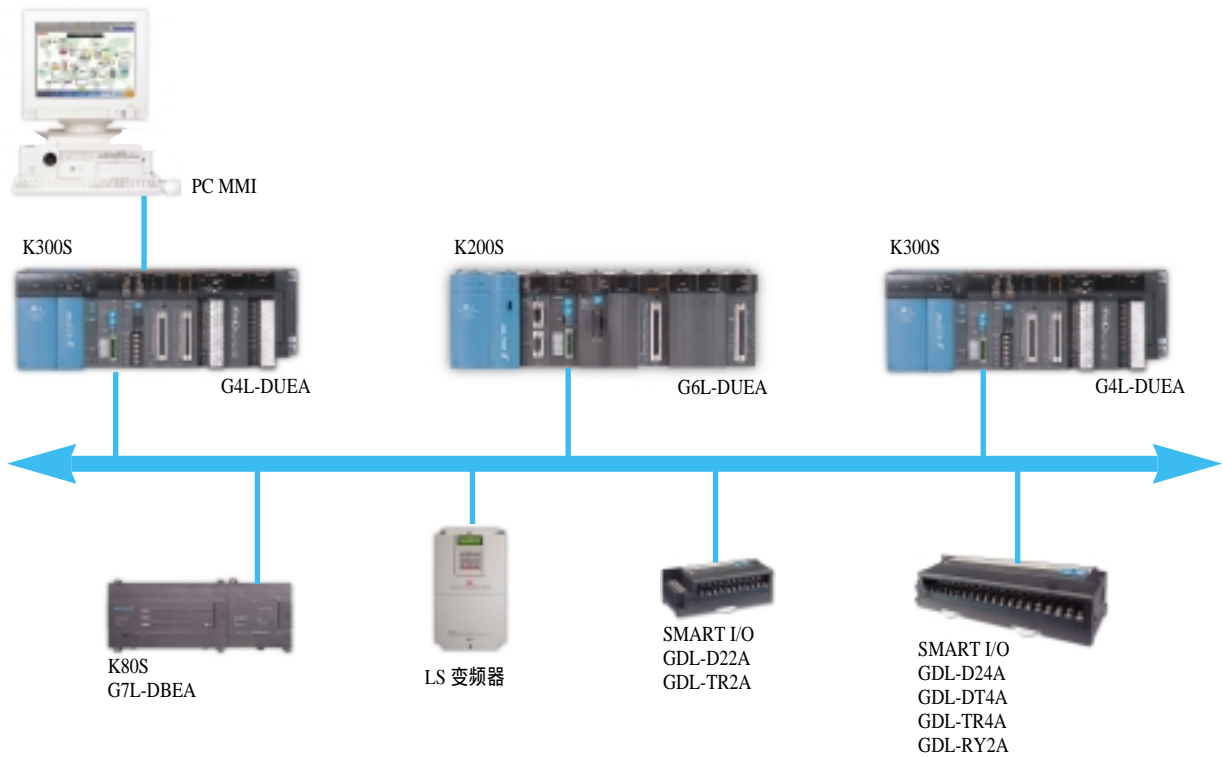 PC MMI
K300S
K200S
K300S
G4L-DUEA
G6L-DUEA
G4L-DUEA
K80S
G7L-DBEA
LS 变频器
SMART I/O
GDL-D22A
GDL-TR2A
SMART I/O
GDL-D24A
GDL-DT4A
GDL-TR4A
GDL-RY2A